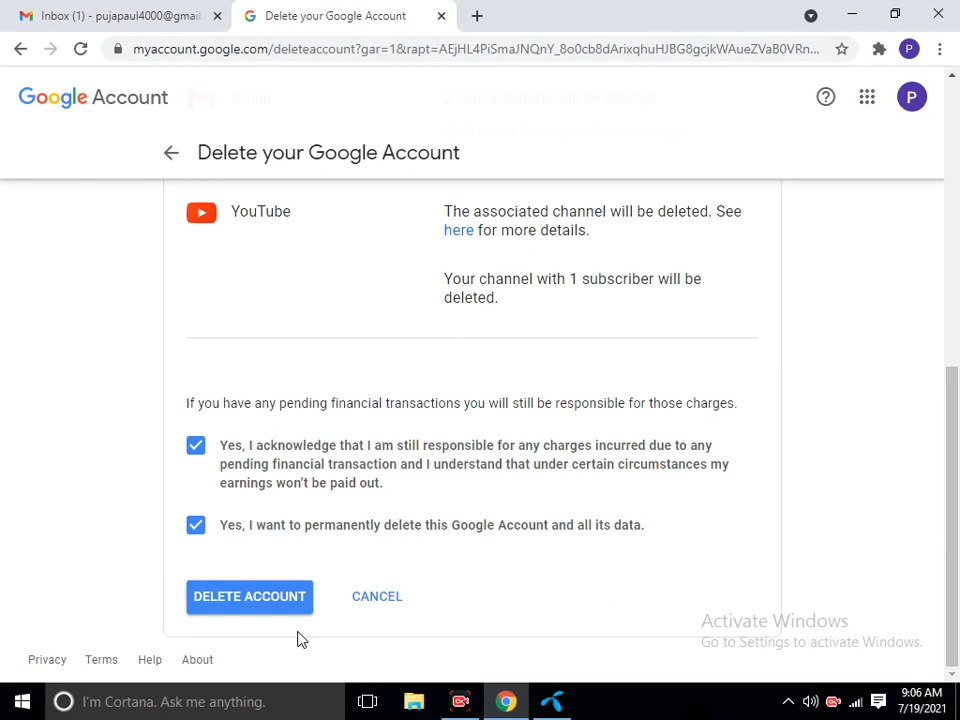 Inbox (1) - pujapaul4000@gmail.
Delete your Google Account
myaccount.google.com/deleteaccount?gar=1&rapt=AEjHL4PiSmaJNQnY_8o0cb8dArixqhuHJBG8gcjkWAueZVaB0VRn...
P
Google Account
Gmail
2 conversations will be deleted
P
Delete your Google Account
YouTube
The associated channel will be deleted. See
here for more details.
Your channel with 1 subscriber will be
deleted.
If you have any pending financial transactions you will still be responsible for those charges.
Yes, I acknowledge that I am still responsible for any charges incurred due to any
pending financial transaction and I understand that under certain circumstances my
earnings won't be paid out.
Yes, I want to permanently delete this Google Account and all its data.
DELETE ACCOUNT
CANCEL
Activate Windows
Go to Settings to activate Windows.
Privacy
Terms
Help
About
I'm Cortana. Ask me anything.
9:06 AM
7/19/2021